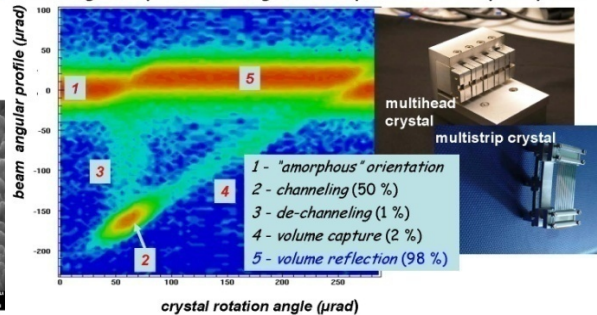 beam angular profile (µrad)
100
50
0
-50
-100
-150
-200
1
5
3
4
2
0
50
100
150
200
250
crystal rotation angle (µrad)
multihead
crystal
multistrip crystal
1 - "amorphous" orientation
2 - channeling (50 %)
3 - de-channeling (1 %)
4 - volume capture (2 %)
5 - volume reflection (98 %)